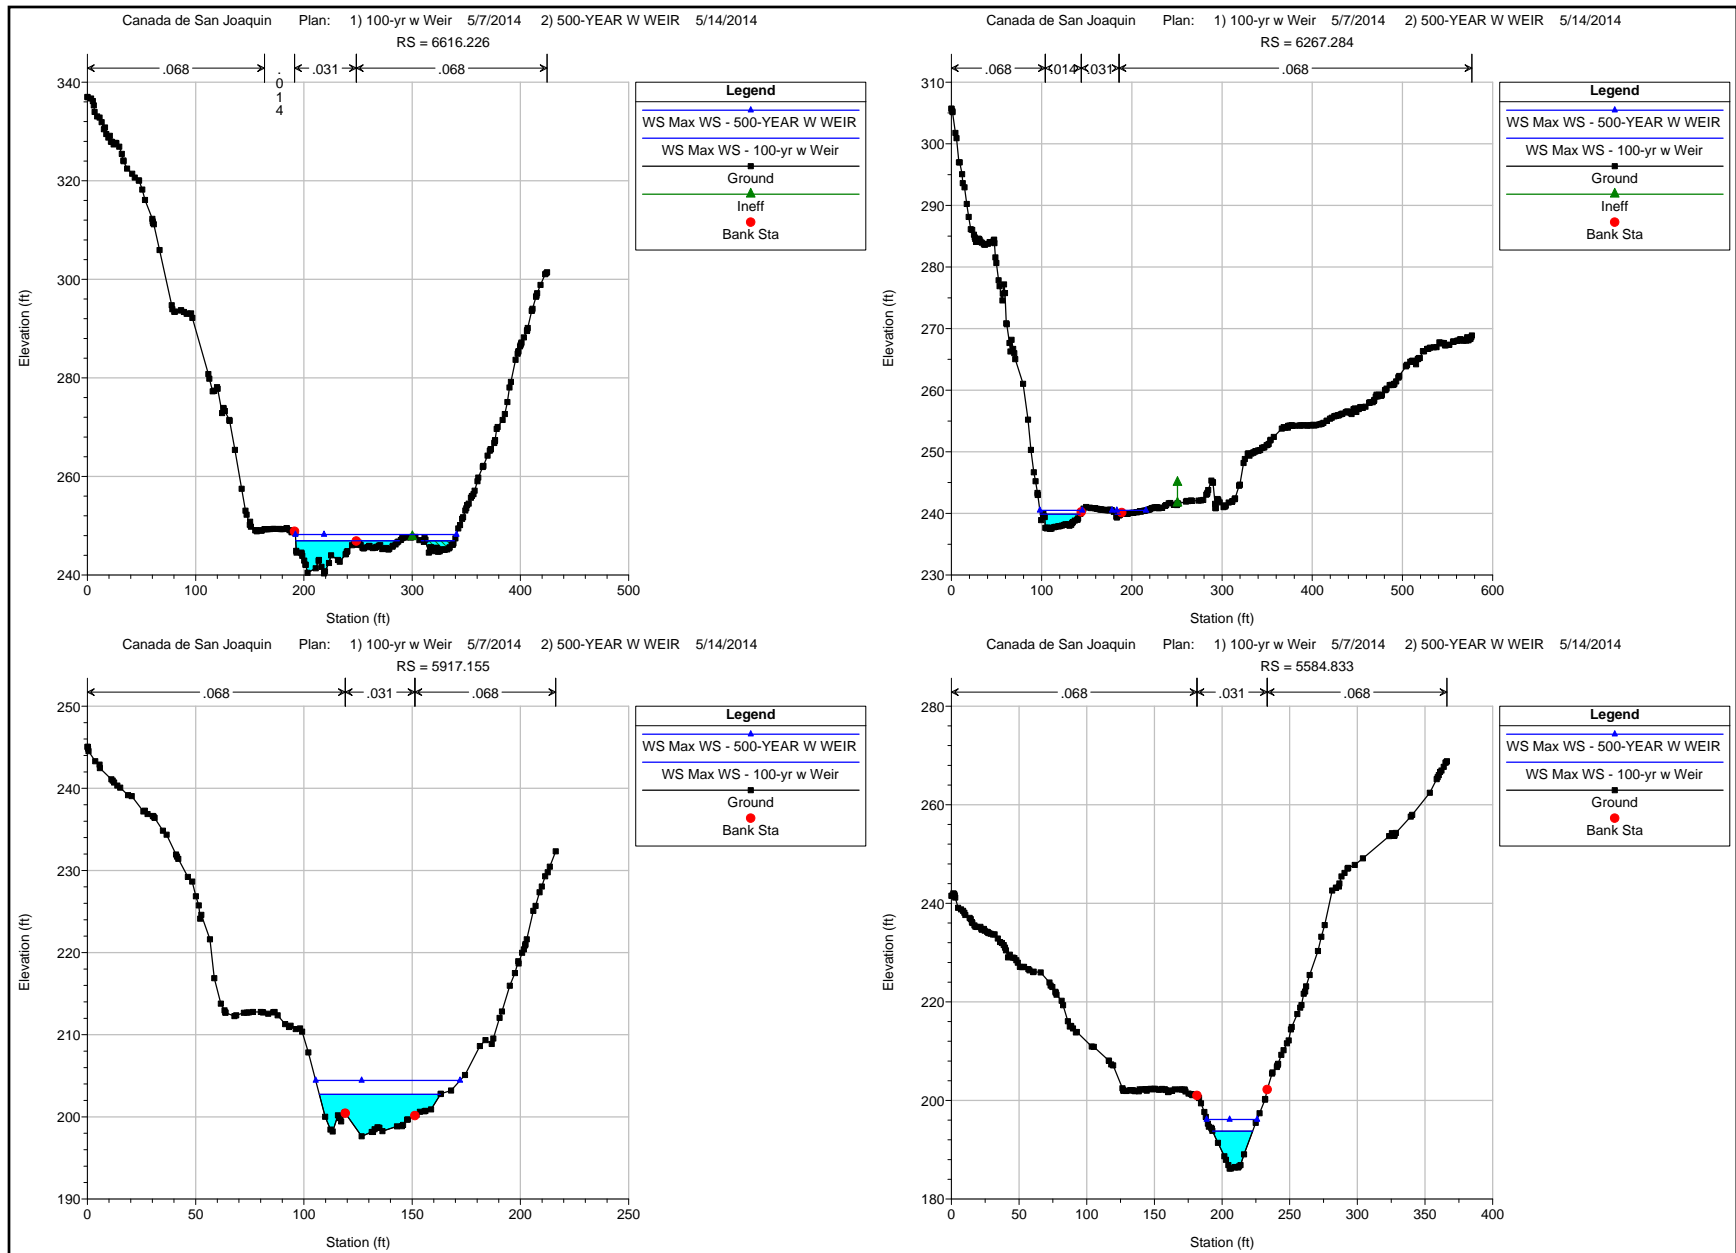 Canada de San Joaquin Plan: 1) 100-yr w Weir 5/7/2014 2) 500-YEAR W WEIR 5/14/2014
RS = 6616.226
.068 .014 .031 .068
Legend
WS Max WS - 500-YEAR W WEIR
WS Max WS - 100-yr w Weir
Ground
Ineff
Bank Sta
340
320
300
280
260
240
Elevation (ft)
0 100 200 300 400 500
Station (ft)
Canada de San Joaquin Plan: 1) 100-yr w Weir 5/7/2014 2) 500-YEAR W WEIR 5/14/2014
RS = 6267.284
.068 .014 .031 .068
Legend
WS Max WS - 500-YEAR W WEIR
WS Max WS - 100-yr w Weir
Ground
Ineff
Bank Sta
310
300
290
280
270
260
250
240
230
Elevation (ft)
0 100 200 300 400 500 600
Station (ft)
Canada de San Joaquin Plan: 1) 100-yr w Weir 5/7/2014 2) 500-YEAR W WEIR 5/14/2014
RS = 5917.155
.068 .031 .068
Legend
WS Max WS - 500-YEAR W WEIR
WS Max WS - 100-yr w Weir
Ground
Bank Sta
250
240
230
220
210
200
190
Elevation (ft)
0 50 100 150 200 250
Station (ft)
Canada de San Joaquin Plan: 1) 100-yr w Weir 5/7/2014 2) 500-YEAR W WEIR 5/14/2014
RS = 5584.833
.068 .031 .068
Legend
WS Max WS - 500-YEAR W WEIR
WS Max WS - 100-yr w Weir
Ground
Bank Sta
280
260
240
220
200
180
Elevation (ft)
0 50 100 150 200 250 300 350 400
Station (ft)